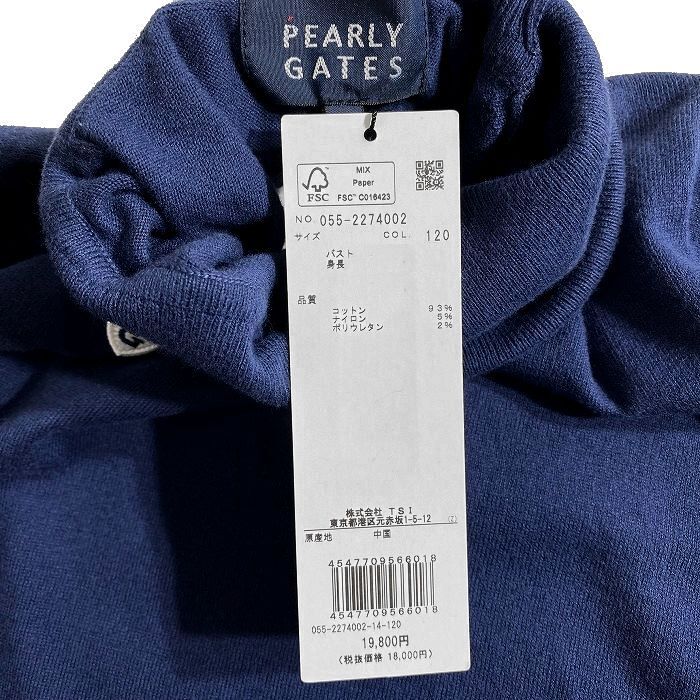 PEARLY
GATES
FSC
MIX
Paper
FSC™ C016423
NO. 055-2274002
サイズ COL. 120
バスト
身長
品質
コットン 93%
ナイロン 5%
ポリウレタン 2%
株式会社 TSI
東京都港区元赤坂1-5-12 (Z)
原産地 中国
4547709566018
4547709566018
055-2274002-14-120
19,800円
(税抜価格 18,000円)